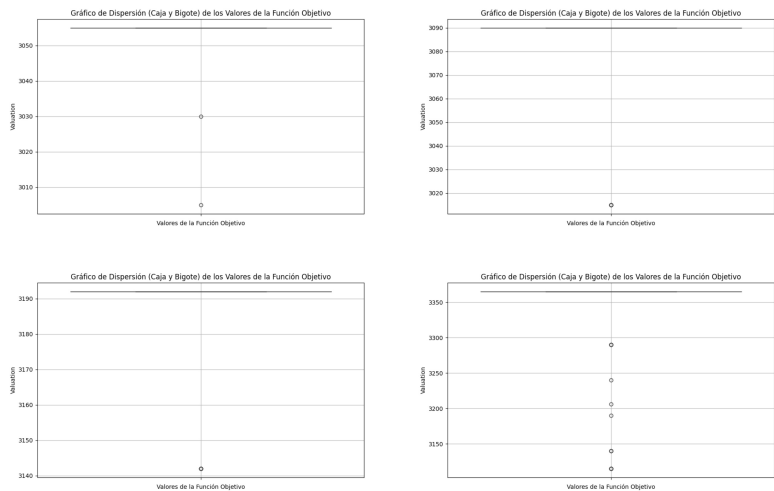 Gráfico de Dispersión (Caja y Bigote) de los Valores de la Función Objetivo
3050
3040
3030
3020
3010
Valuation
Valores de la Función Objetivo
Gráfico de Dispersión (Caja y Bigote) de los Valores de la Función Objetivo
3090
3080
3070
3060
3050
3040
3030
3020
Valuation
Valores de la Función Objetivo
Gráfico de Dispersión (Caja y Bigote) de los Valores de la Función Objetivo
3190
3180
3170
3160
3150
3140
Valuation
Valores de la Función Objetivo
Gráfico de Dispersión (Caja y Bigote) de los Valores de la Función Objetivo
3350
3300
3250
3200
3150
Valuation
Valores de la Función Objetivo